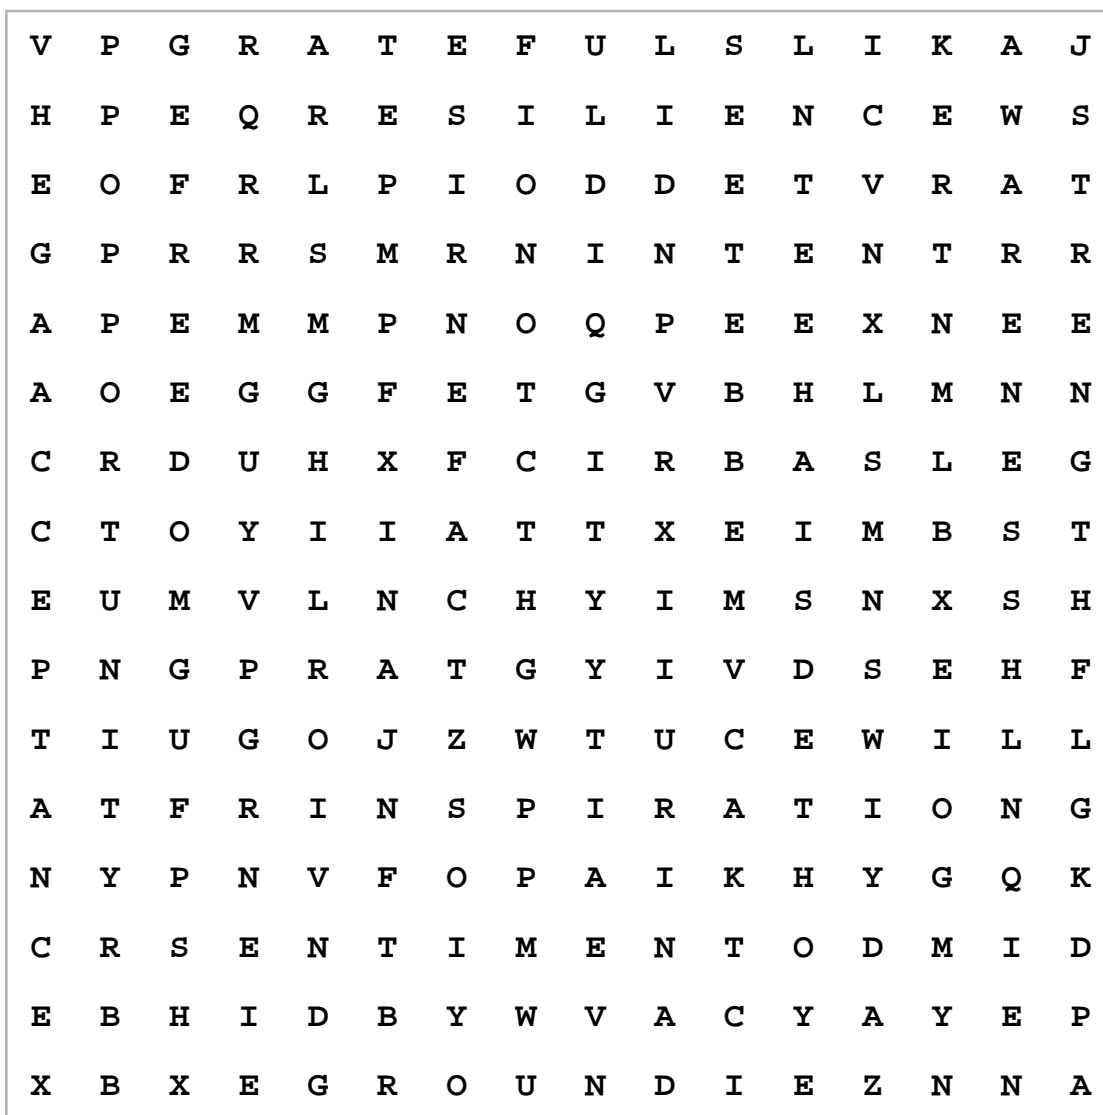 V P G R A T E F U L S L I K A J
H P E Q R E S I L I E N C E W S
E O F R L P I O D D E T V R A T
G P R R S M R N I N T E N T R R
A P E M M P N O Q P E E X N E E
A O E G G F E T G V B H L M N N
C R D U H X F C I R B A S L E G
C T O Y I I A T T X E I M B S T
E U M V L N C H Y I M S N X S H
P N G P R A T G Y I V D S E H F
T I U G O J Z W T U C E W I L L
A T F R I N S P I R A T I O N G
N Y P N V F O P A I K H Y G Q K
C R S E N T I M E N T O D M I D
E B H I D B Y W V A C Y A Y E P
X B X E G R O U N D I E Z N N A